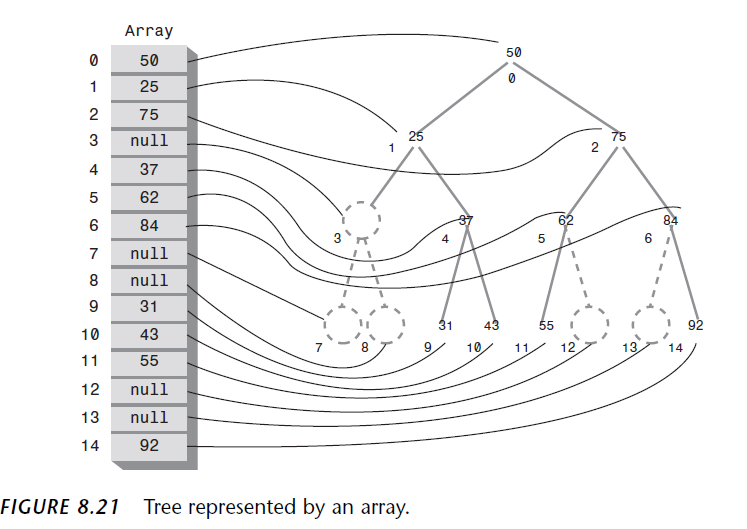 Array
0 50
1 25
2 75
3 null
4 37
5 62
6 84
7 null
8 null
9 31
10 43
11 55
12 null
13 null
14 92
50
0
25 75
1 2
37 62 84
3 4 5 6
31 43 55 92
7 8 9 10 11 12 13 14
FIGURE 8.21 Tree represented by an array.